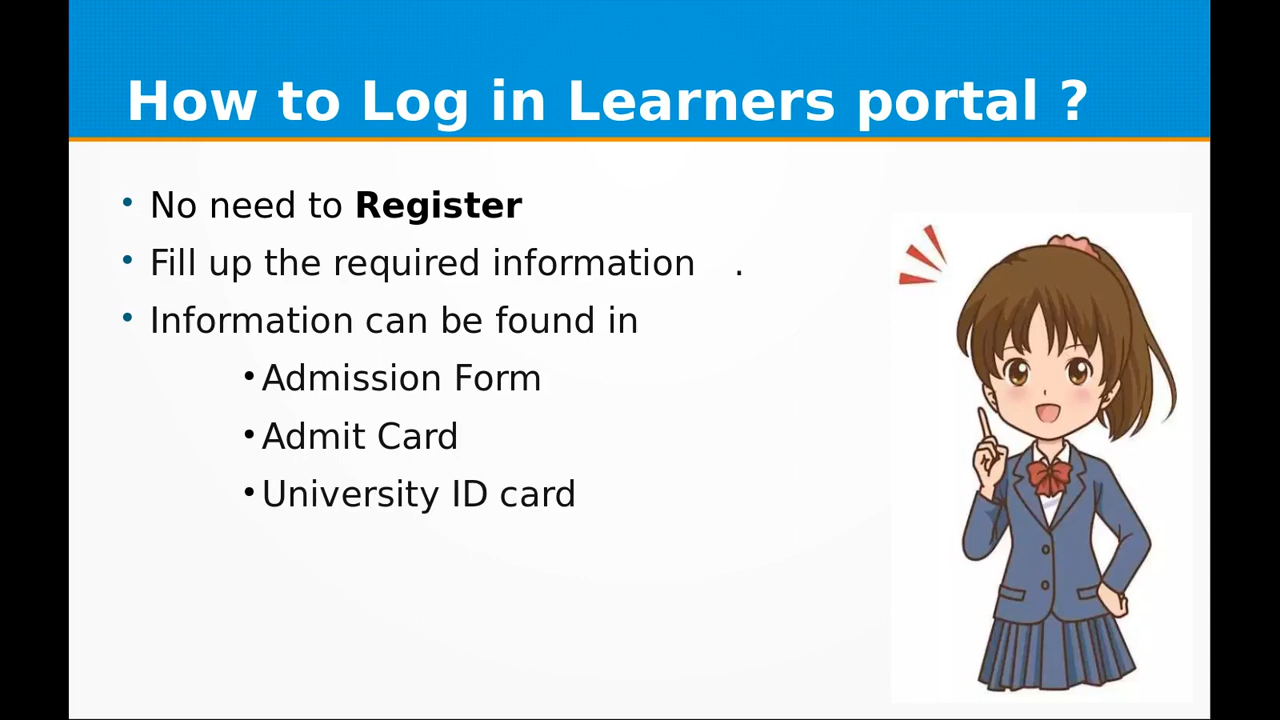 How to Log in Learners portal ?
• No need to Register
• Fill up the required information .
• Information can be found in
• Admission Form
• Admit Card
• University ID card